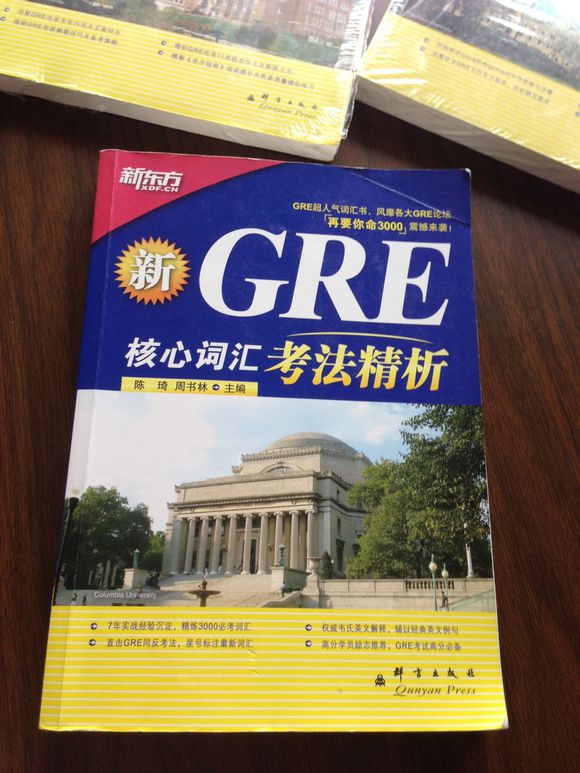 群言出版社
Qunyan Press
新东方
XDF.CN
GRE超人气词汇书，风靡各大GRE论坛
「再要你命3000」震撼来袭！
新
GRE
核心词汇 考法精析
陈 琦 周书林 主编
Columbia University
7年实战经验沉淀，精炼3000必考词汇
直击GRE同反考法，星号标注最新词汇
权威韦氏英文解释，辅以经典英文例句
高分学员励志推荐，GRE考试高分必备
群言出版社
Qunyan Press